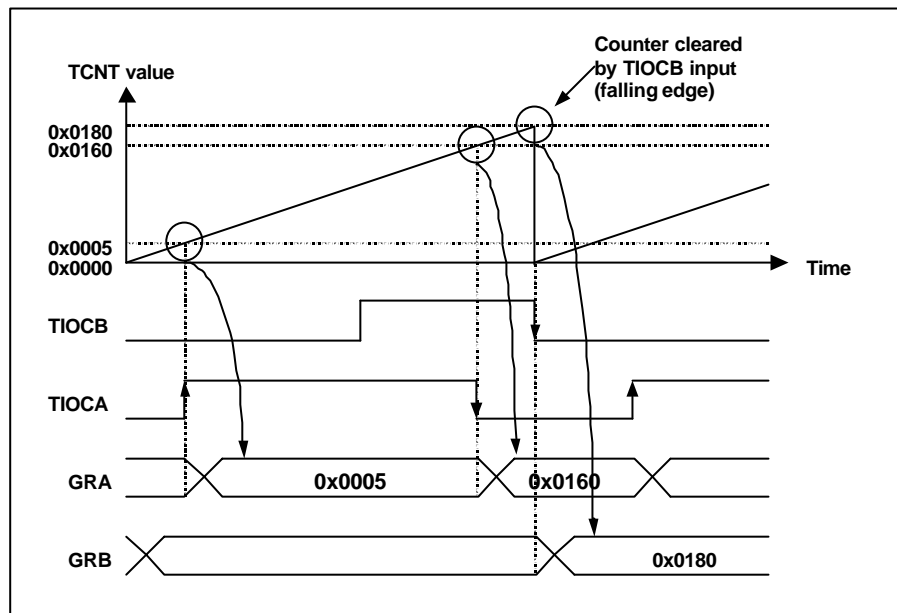 Counter cleared
by TIOCB input
(falling edge)
TCNT value
0x0180
0x0160
0x0005
0x0000
Time
TIOCB
TIOCA
GRA
0x0005
0x0160
GRB
0x0180